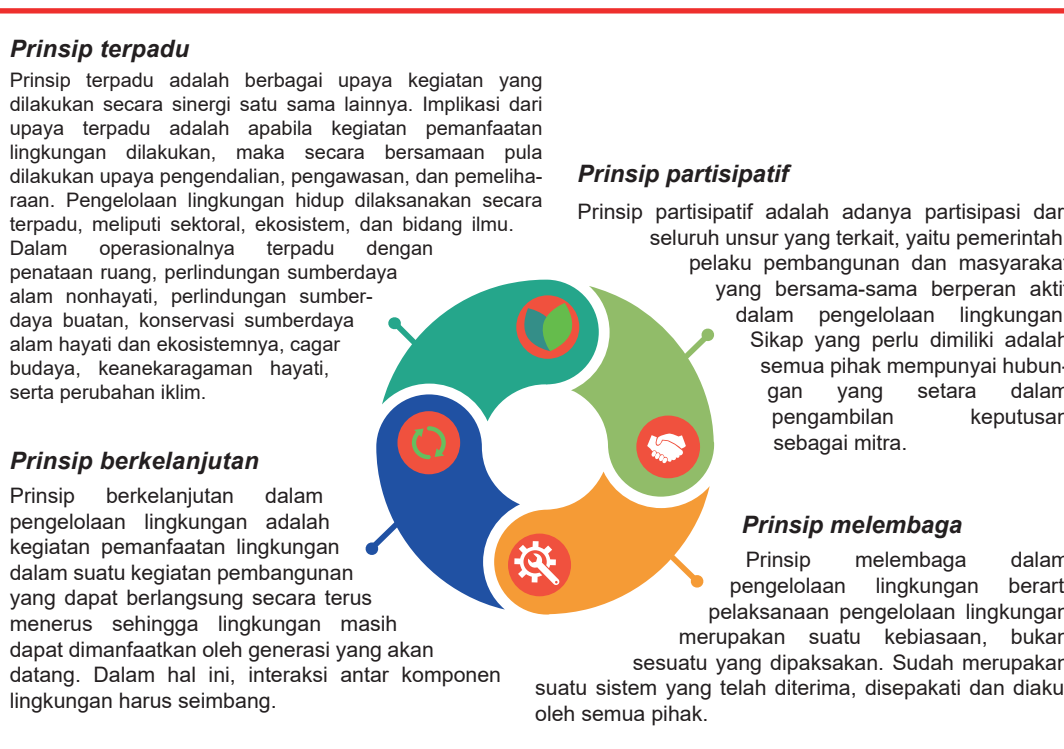 Prinsip terpadu
Prinsip terpadu adalah berbagai upaya kegiatan yang
dilakukan secara sinergi satu sama lainnya. Implikasi dari
upaya terpadu adalah apabila kegiatan pemanfaatan
lingkungan dilakukan, maka secara bersamaan pula
dilakukan upaya pengendalian, pengawasan, dan pemeliha-
raan. Pengelolaan lingkungan hidup dilaksanakan secara
terpadu, meliputi sektoral, ekosistem, dan bidang ilmu.
Dalam operasionalnya terpadu dengan
penataan ruang, perlindungan sumberdaya
alam nonhayati, perlindungan sumber-
daya buatan, konservasi sumberdaya
alam hayati dan ekosistemnya, cagar
budaya, keanekaragaman hayati,
serta perubahan iklim.
Prinsip partisipatif
Prinsip partisipatif adalah adanya partisipasi dar
seluruh unsur yang terkait, yaitu pemerintah
pelaku pembangunan dan masyarakat
yang bersama-sama berperan aktif
dalam pengelolaan lingkungan
Sikap yang perlu dimiliki adalah
semua pihak mempunyai hubun-
gan yang setara dalam
pengambilan keputusan
sebagai mitra.
Prinsip berkelanjutan
Prinsip berkelanjutan dalam
pengelolaan lingkungan adalah
kegiatan pemanfaatan lingkungan
dalam suatu kegiatan pembangunan
yang dapat berlangsung secara terus
menerus sehingga lingkungan masih
dapat dimanfaatkan oleh generasi yang akan
datang. Dalam hal ini, interaksi antar komponen
lingkungan harus seimbang.
Prinsip melembaga
Prinsip melembaga dalam
pengelolaan lingkungan berart
pelaksanaan pengelolaan lingkungan
merupakan suatu kebiasaan, bukan
sesuatu yang dipaksakan. Sudah merupakan
suatu sistem yang telah diterima, disepakati dan diaku
oleh semua pihak.